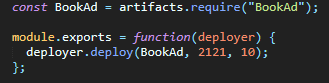 const BookAd = artifacts.require("BookAd");
module.exports = function(deployer) {
deployer.deploy(BookAd, 2121, 10);
};